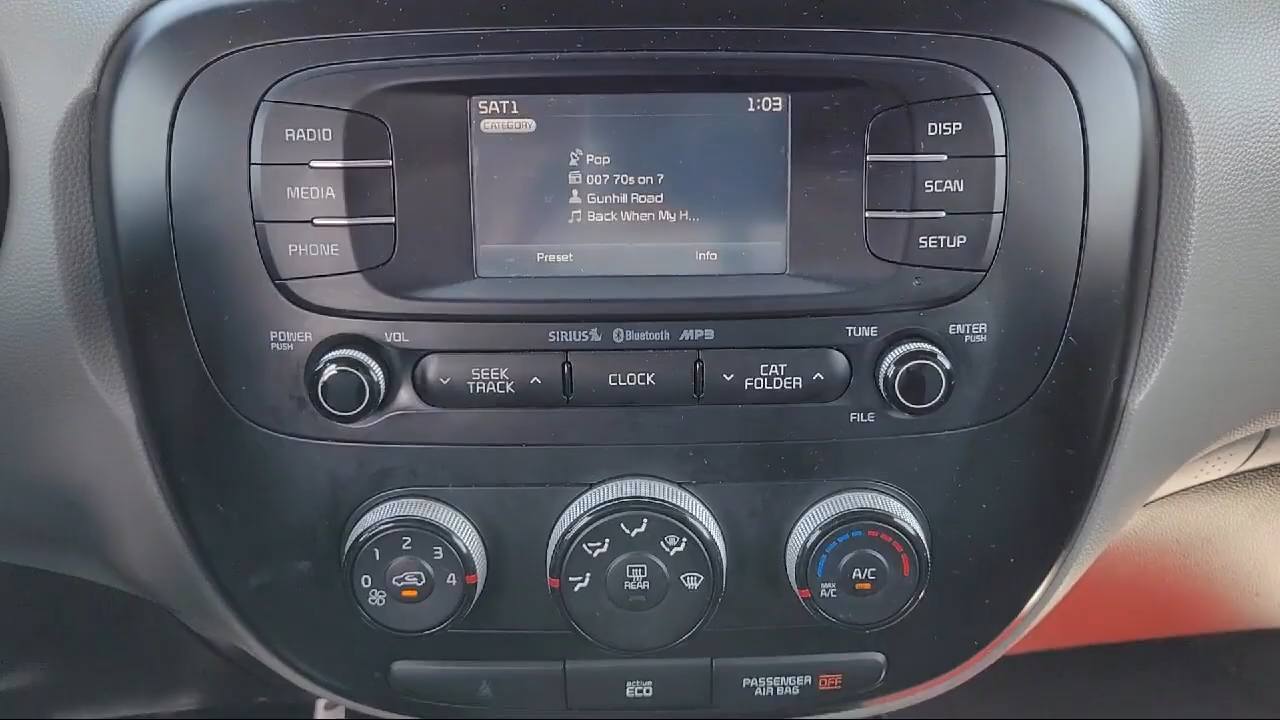 SAT1 1:03
CATEGORY
Pop
007 70s on 7
Gunhill Road
Back When My H...
Preset Info
RADIO
MEDIA
PHONE
DISP
SCAN
SETUP
POWER
PUSH
VOL
SIRIUS Bluetooth MP3
TUNE
ENTER
PUSH
SEEK
TRACK
CLOCK
CAT
FOLDER
FILE
0 1 2 3 4
REAR
A/C
MAX
A/C
active
ECO
PASSENGER
AIR BAG
OFF